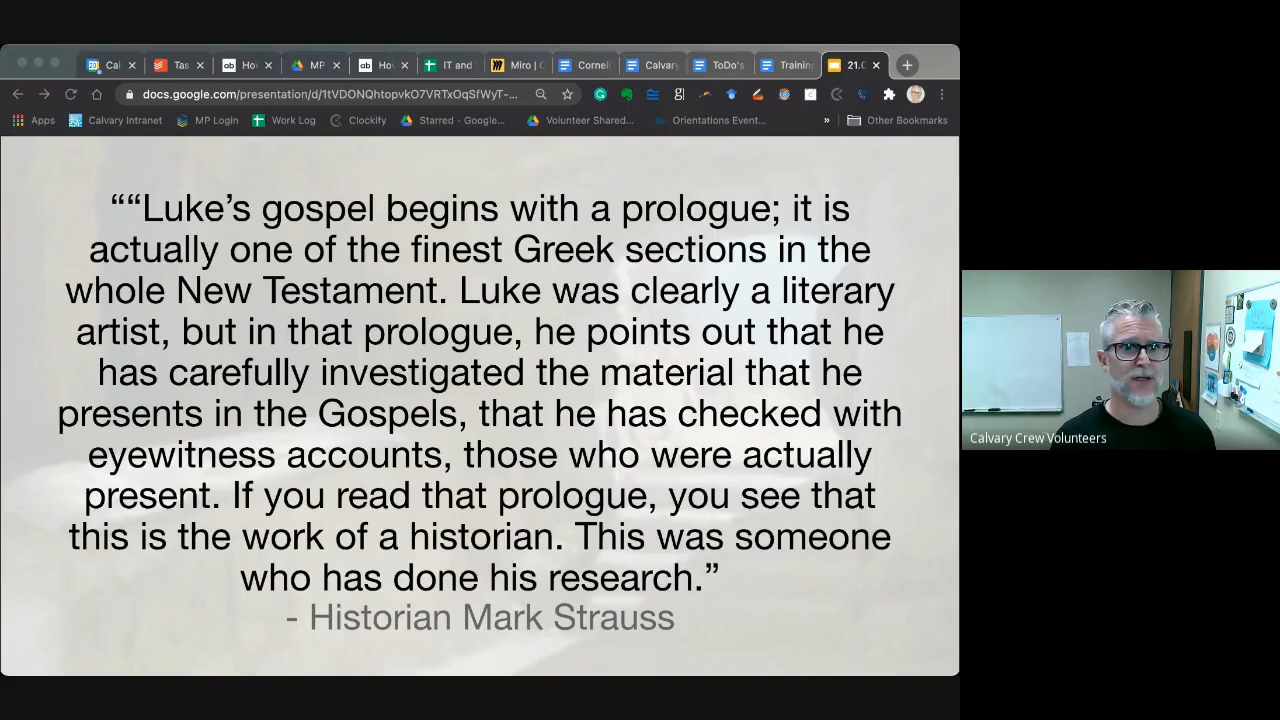 Cal
Tas
Hov
MP
Hov
IT and
Miro | C
Cornell
Calvary
ToDo's
Training
21.0
docs.google.com/presentation/d/1tVDONQhtopvkO7VRTxOqSfWyT-...
Apps
Calvary Intranet
MP Login
Work Log
Clockify
Starred - Google...
Volunteer Shared...
Orientations Event...
»
Other Bookmarks
““Luke’s gospel begins with a prologue; it is
actually one of the finest Greek sections in the
whole New Testament. Luke was clearly a literary
artist, but in that prologue, he points out that he
has carefully investigated the material that he
presents in the Gospels, that he has checked with
eyewitness accounts, those who were actually
present. If you read that prologue, you see that
this is the work of a historian. This was someone
who has done his research.”
- Historian Mark Strauss
Calvary Crew Volunteers